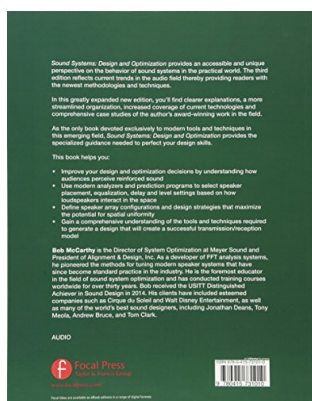 Sound Systems: Design and Optimization provides an accessible and unique
perspective on the behavior of sound systems in the practical world. The third
edition reflects current trends in the audio field thereby providing readers with
the newest methodologies and techniques.
In this greatly expanded new edition, you'll find clearer explanations, a more
streamlined organization, increased coverage of current technologies and
comprehensive case studies of the author's award-winning work in the field.
As the only book devoted exclusively to modern tools and techniques in
this emerging field, Sound Systems: Design and Optimization provides the
specialized guidance needed to perfect your design skills.
This book helps you:
• Improve your design and optimization decisions by understanding how
audiences perceive reinforced sound
• Use modern analyzers and prediction programs to select speaker
placement, equalization, delay and level settings based on how
loudspeakers interact in the space
• Define speaker array configurations and design strategies that maximize
the potential for spatial uniformity
• Gain a comprehensive understanding of the tools and techniques required
to generate a design that will create a successful transmission/reception
model
Bob McCarthy is the Director of System Optimization at Meyer Sound and
President of Alignment & Design, Inc. As a developer of FFT analysis systems,
he pioneered the methods for tuning modern speaker systems that have
since become standard practice in the industry. He is the foremost educator
in the field of sound system optimization and has conducted training courses
worldwide for over thirty years. Bob received the USITT Distinguished
Achiever in Sound Design in 2014. His clients have included esteemed
companies such as Cirque du Soleil and Walt Disney Entertainment, as well
as many of the world's best sound designers, including Jonathan Deans, Tony
Meola, Andrew Bruce, and Tom Clark.
AUDIO
Focal Press
Taylor & Francis Group
9 780415 731010